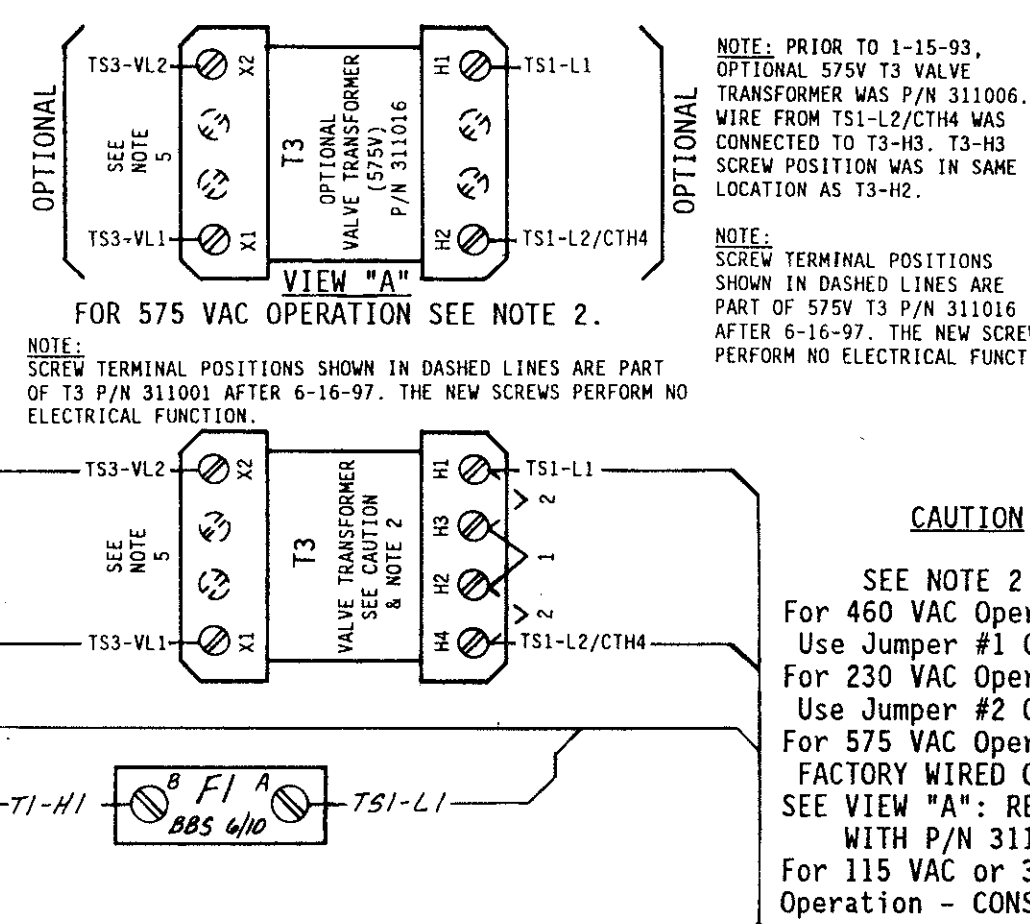 OPTIONAL
TS3-VL2
X2
SEE
NOTE
5
TS3-VL1
X1
T3
OPTIONAL
VALVE TRANSFORMER
(575V)
P/N 311016
H1
TS1-L1
H2
TS1-L2/CTH4
OPTIONAL
VIEW "A"
FOR 575 VAC OPERATION SEE NOTE 2.
NOTE: PRIOR TO 1-15-93,
OPTIONAL 575V T3 VALVE
TRANSFORMER WAS P/N 311006.
WIRE FROM TS1-L2/CTH4 WAS
CONNECTED TO T3-H3. T3-H3
SCREW POSITION WAS IN SAME
LOCATION AS T3-H2.
NOTE:
SCREW TERMINAL POSITIONS
SHOWN IN DASHED LINES ARE
PART OF 575V T3 P/N 311016
AFTER 6-16-97. THE NEW SCREW
PERFORM NO ELECTRICAL FUNCT
NOTE:
SCREW TERMINAL POSITIONS SHOWN IN DASHED LINES ARE PART
OF T3 P/N 311001 AFTER 6-16-97. THE NEW SCREWS PERFORM NO
ELECTRICAL FUNCTION.
TS3-VL2
X2
SEE
NOTE
5
TS3-VL1
X1
T3
VALVE TRANSFORMER
SEE CAUTION
& NOTE 2
H1
TS1-L1
2
H3
1
H2
2
H4
TS1-L2/CTH4
T1-H1
B F1 A
BBS 6/10
TS1-L1
CAUTION
SEE NOTE 2
For 460 VAC Oper
Use Jumper #1
For 230 VAC Oper
Use Jumper #2
For 575 VAC Oper
FACTORY WIRED
SEE VIEW "A": RE
WITH P/N 311
For 115 VAC or 3
Operation - CONS